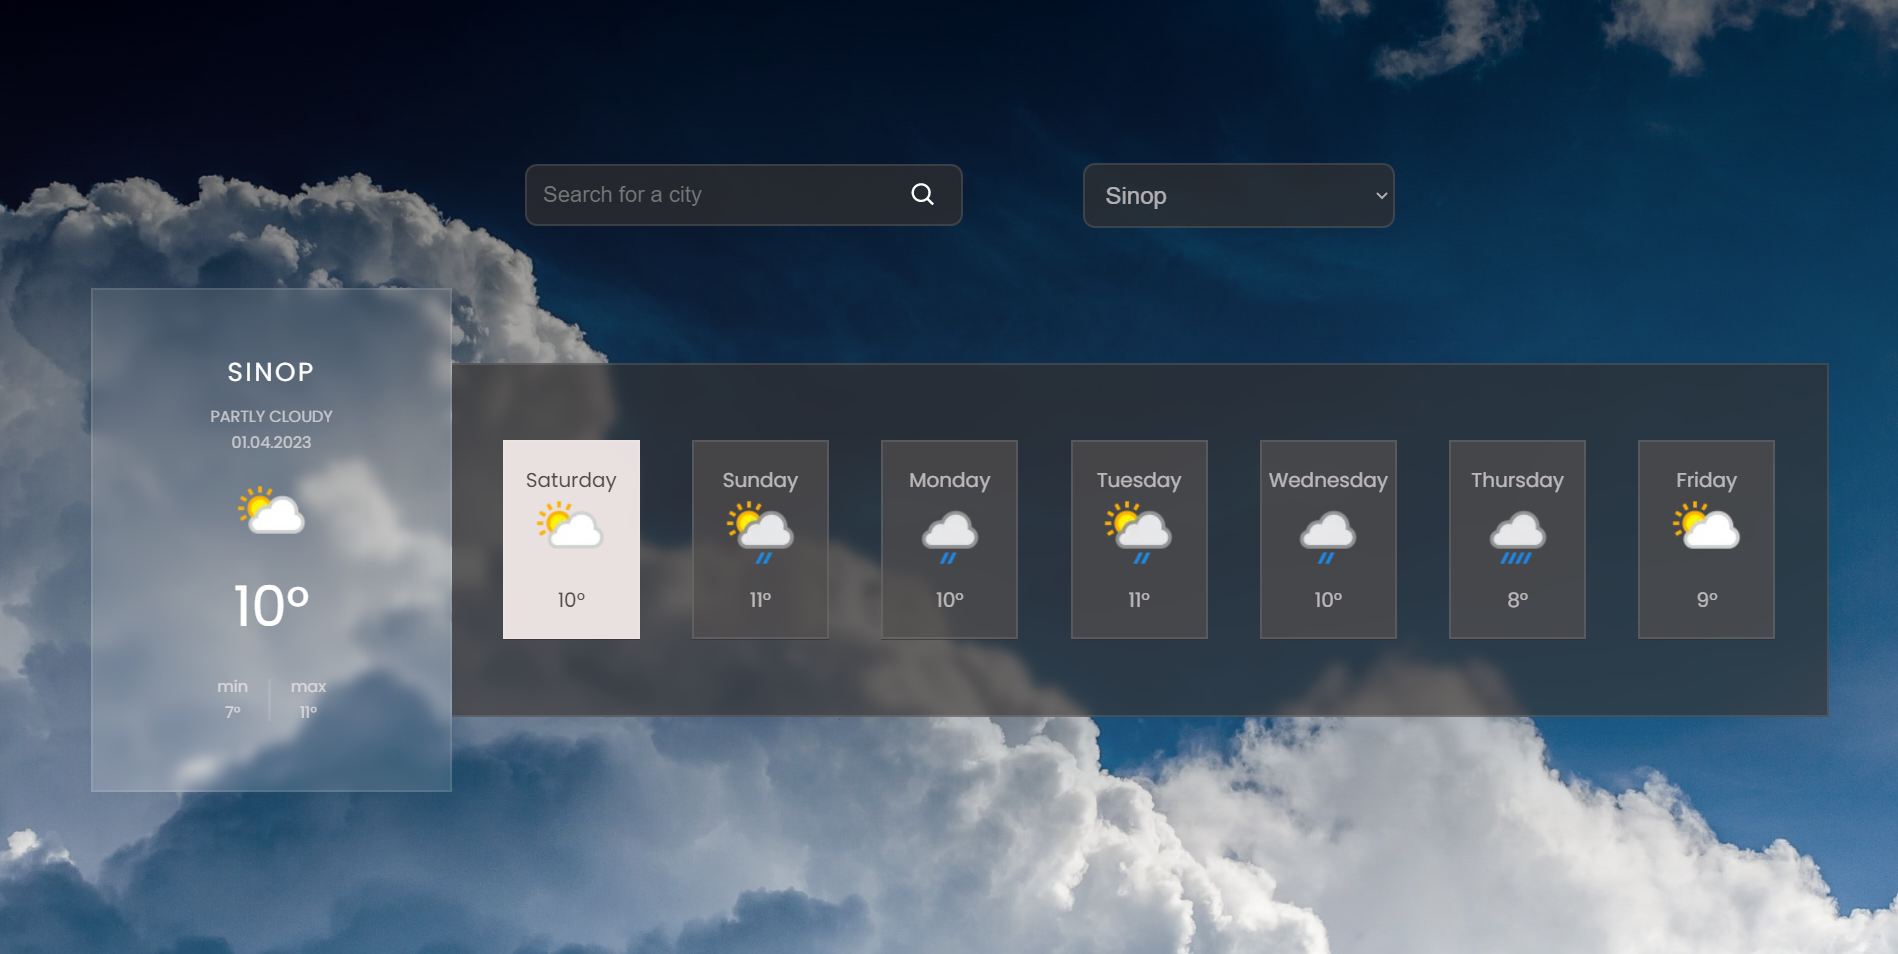 Search for a city
Sinop
SINOP
PARTLY CLOUDY
01.04.2023
10°
min
7°
max
11°
Saturday
10°
Sunday
11°
Monday
10°
Tuesday
11°
Wednesday
10°
Thursday
8°
Friday
9°